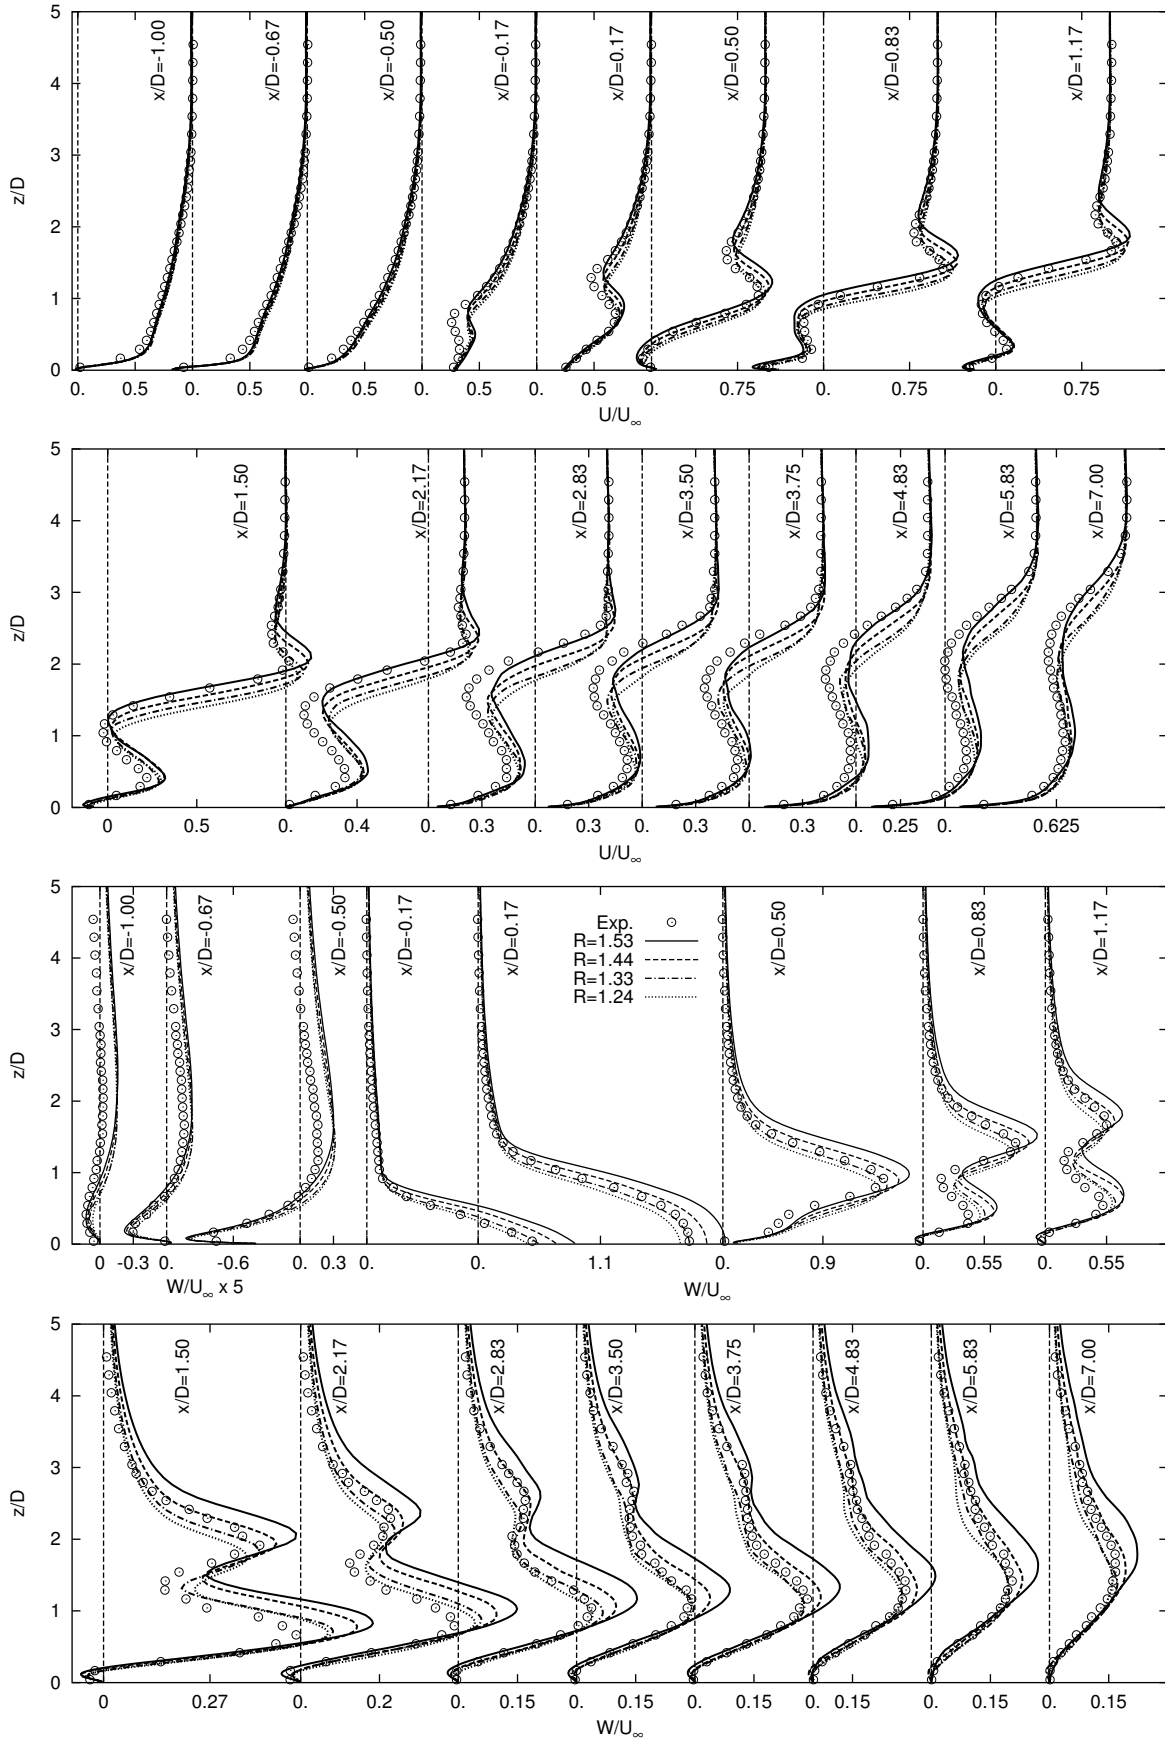 5
4
3
2
1
0
z/D
x/D=-1.00
x/D=-0.67
x/D=-0.50
x/D=-0.17
x/D=0.17
x/D=0.50
x/D=0.83
x/D=1.17
0. 0.5 0. 0.5 0. 0.5 0. 0.5 0. 0.5 0. 0.75 0. 0.75 0. 0.75
U/U∞
5
4
3
2
1
0
z/D
x/D=1.50
x/D=2.17
x/D=2.83
x/D=3.50
x/D=3.75
x/D=4.83
x/D=5.83
x/D=7.00
0 0.5 0. 0.4 0. 0.3 0. 0.3 0. 0.3 0. 0.3 0. 0.25 0. 0.625
U/U∞
5
4
3
2
1
0
z/D
x/D=-1.00
x/D=-0.67
x/D=-0.50
x/D=-0.17
x/D=0.17
x/D=0.50
x/D=0.83
x/D=1.17
Exp.
R=1.53
R=1.44
R=1.33
R=1.24
0 -0.3 0. -0.6 0. 0.3 0. 0. 1.1 0. 0.9 0. 0.55 0. 0.55
W/U∞ x 5
W/U∞
5
4
3
2
1
0
z/D
x/D=1.50
x/D=2.17
x/D=2.83
x/D=3.50
x/D=3.75
x/D=4.83
x/D=5.83
x/D=7.00
0 0.27 0. 0.2 0. 0.15 0. 0.15 0. 0.15 0. 0.15 0. 0.15 0. 0.15
W/U∞